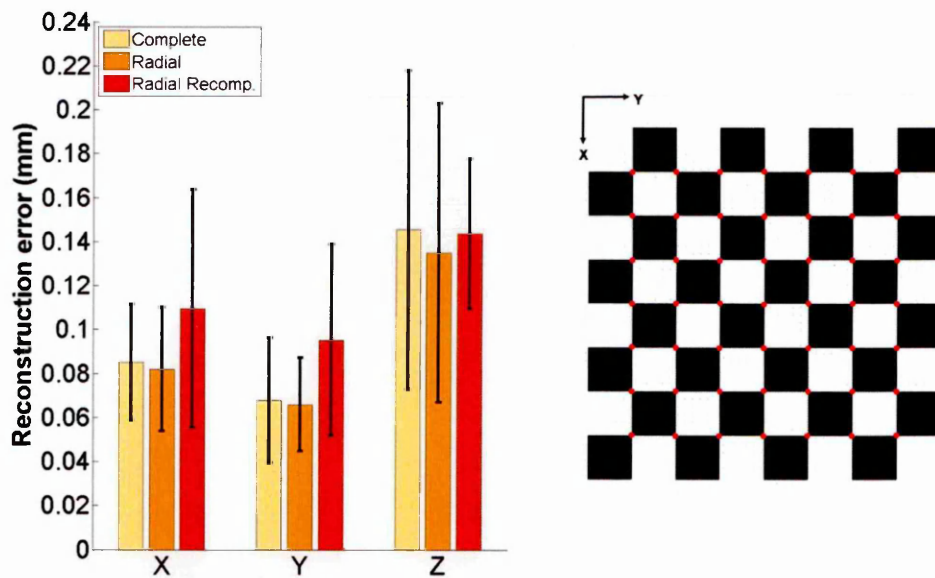 0.24
0.22
0.2
0.18
0.16
0.14
0.12
0.1
0.08
0.06
0.04
0.02
0
Reconstruction error (mm)
Complete
Radial
Radial Recomp.
X
Y
Z
Y
X